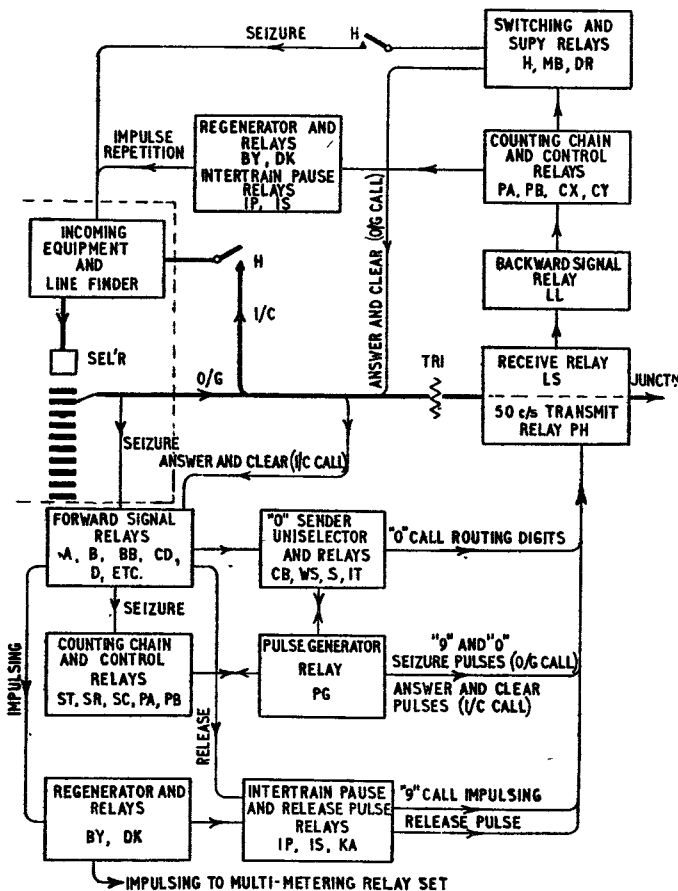 SEIZURE
H
SWITCHING AND
SUPY RELAYS
H, MB, DR
IMPULSE
REPETITION
REGENERATOR AND
RELAYS
BY, DK
INTERTRAIN PAUSE
RELAYS
IP, IS
COUNTING CHAIN
AND CONTROL
RELAYS
PA, PB, CX, CY
ANSWER AND CLEAR (O/G CALL)
INCOMING
EQUIPMENT
AND
LINE FINDER
H
BACKWARD SIGNAL
RELAY
LL
I/C
SEL'R
TRI
RECEIVE RELAY
LS
JUNCTN
O/G
50 c/s TRANSMIT
RELAY PH
SEIZURE
ANSWER AND CLEAR (I/C CALL)
FORWARD SIGNAL
RELAYS
A, B, BB, CD,
D, ETC.
"O" SENDER
UNISELECTOR
AND RELAYS
CB, WS, S, IT
"O" CALL ROUTING DIGITS
SEIZURE
IMPULSING
COUNTING CHAIN
AND CONTROL
RELAYS
ST, SR, SC, PA, PB
PULSE GENERATOR
RELAY
PG
"9" AND "O"
SEIZURE PULSES (O/G CALL)
ANSWER AND CLEAR
PULSES (I/C CALL)
RELEASE
REGENERATOR AND
RELAYS
BY, DK
INTERTRAIN PAUSE
AND RELEASE PULSE
RELAYS
IP, IS, KA
"9" CALL IMPULSING
RELEASE PULSE
IMPULSING TO MULTI-METERING RELAY SET